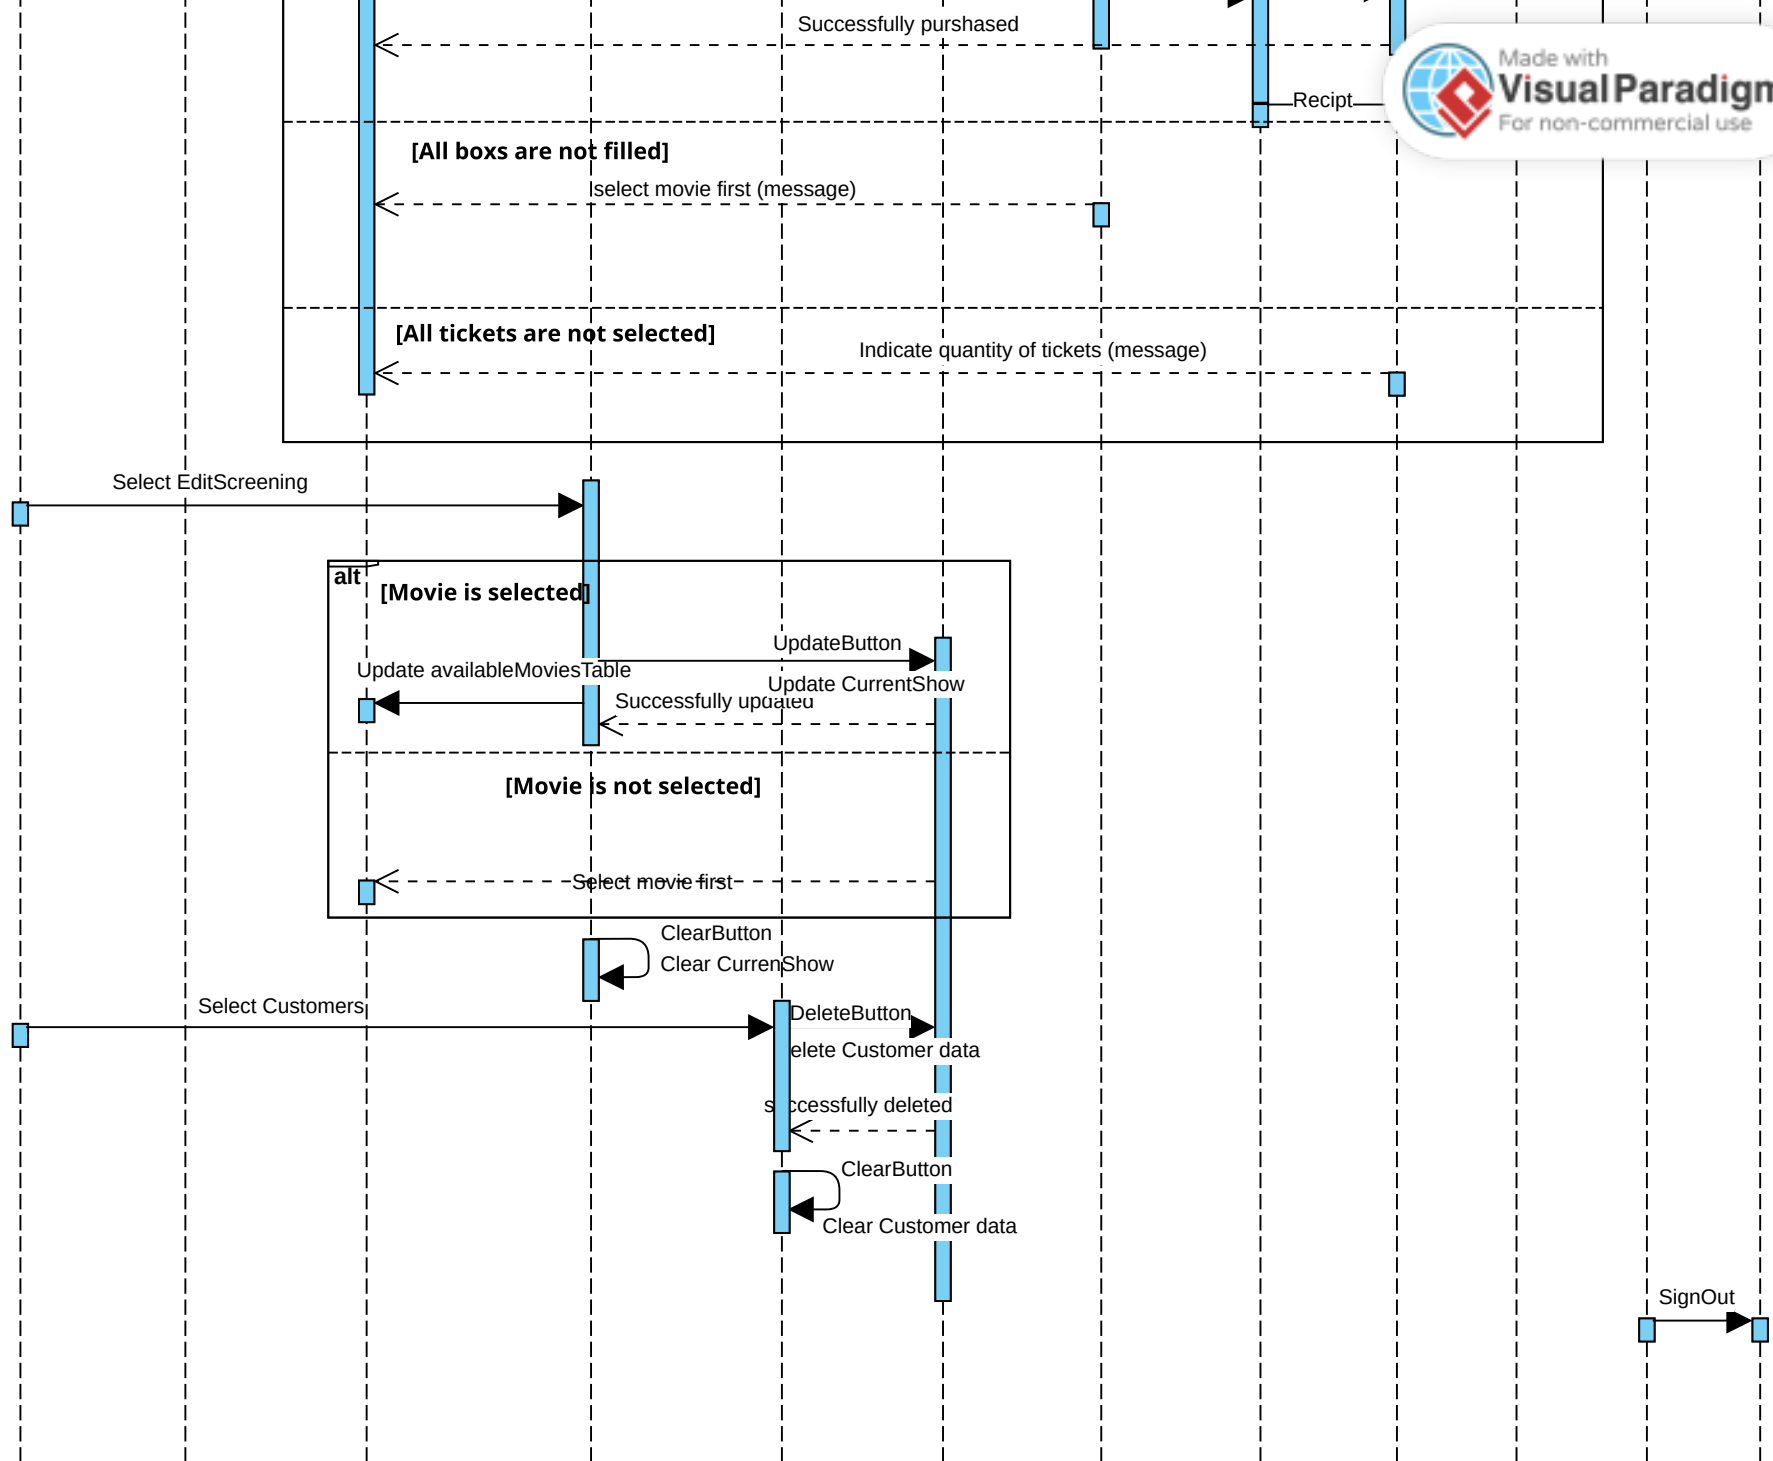 Successfully purshased
Made with
Visual Paradigm
For non-commercial use
Recipt
[All boxs are not filled]
select movie first (message)
[All tickets are not selected]
Indicate quantity of tickets (message)
Select EditScreening
alt
[Movie is selected]
UpdateButton
Update availableMoviesTable
Update CurrentShow
Successfully updated
[Movie is not selected]
Select movie first
ClearButton
Clear CurrenShow
Select Customers
DeleteButton
elete Customer data
successfully deleted
ClearButton
Clear Customer data
SignOut